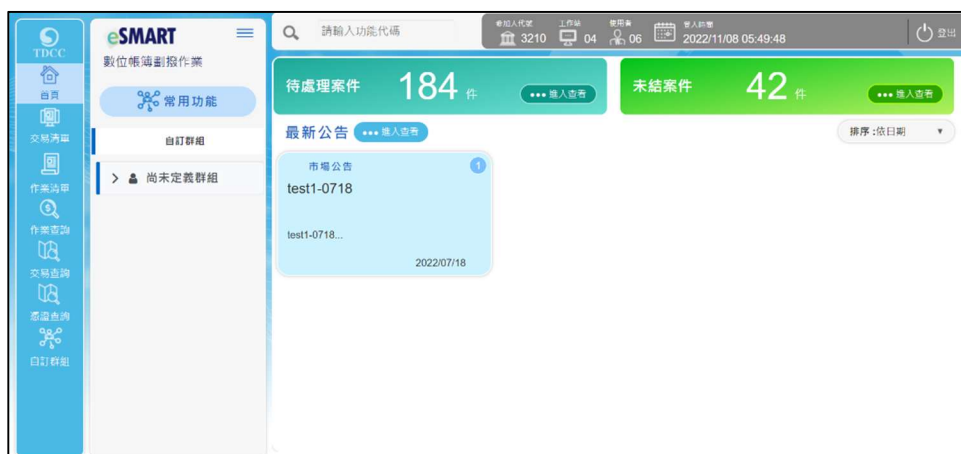 TDCC
首頁
交易清單
作業清單
作業查詢
交易查詢
憑證查詢
自訂群組
eSMART
數位帳簿劃撥作業
常用功能
自訂群組
尚未定義群組
請輸入功能代碼
參加人代號
3210
工作站
04
使用者
06
登入時間
2022/11/08 05:49:48
登出
待處理案件 184 件
進入查看
未結案件 42 件
進入查看
最新公告
進入查看
排序 :依日期
市場公告
1
test1-0718
test1-0718...
2022/07/18